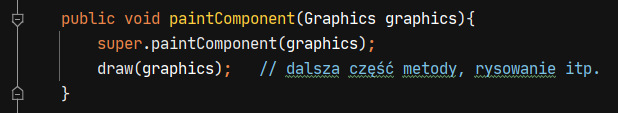 public void paintComponent(Graphics graphics){
super.paintComponent(graphics);
draw(graphics); // dalsza część metody, rysowanie itp.
}